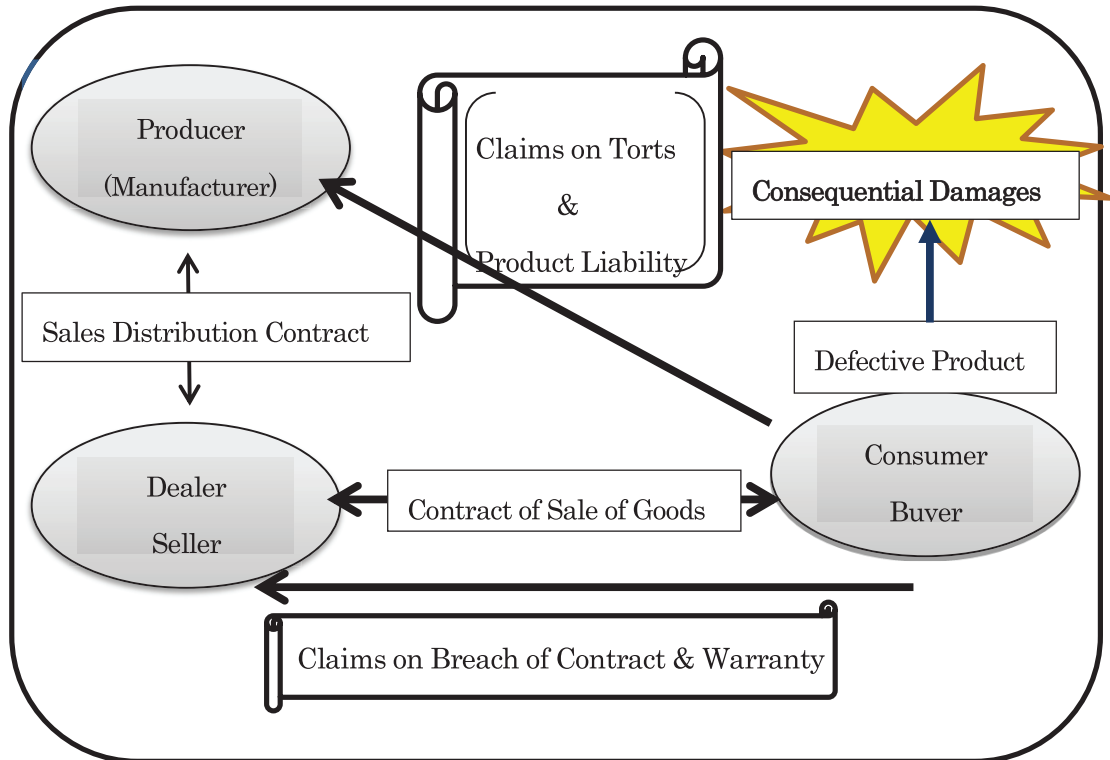 Producer
(Manufacturer)
Claims on Torts
&
Product Liability
Consequential Damages
Sales Distribution Contract
Defective Product
Dealer
Seller
Contract of Sale of Goods
Consumer
Buver
Claims on Breach of Contract & Warranty